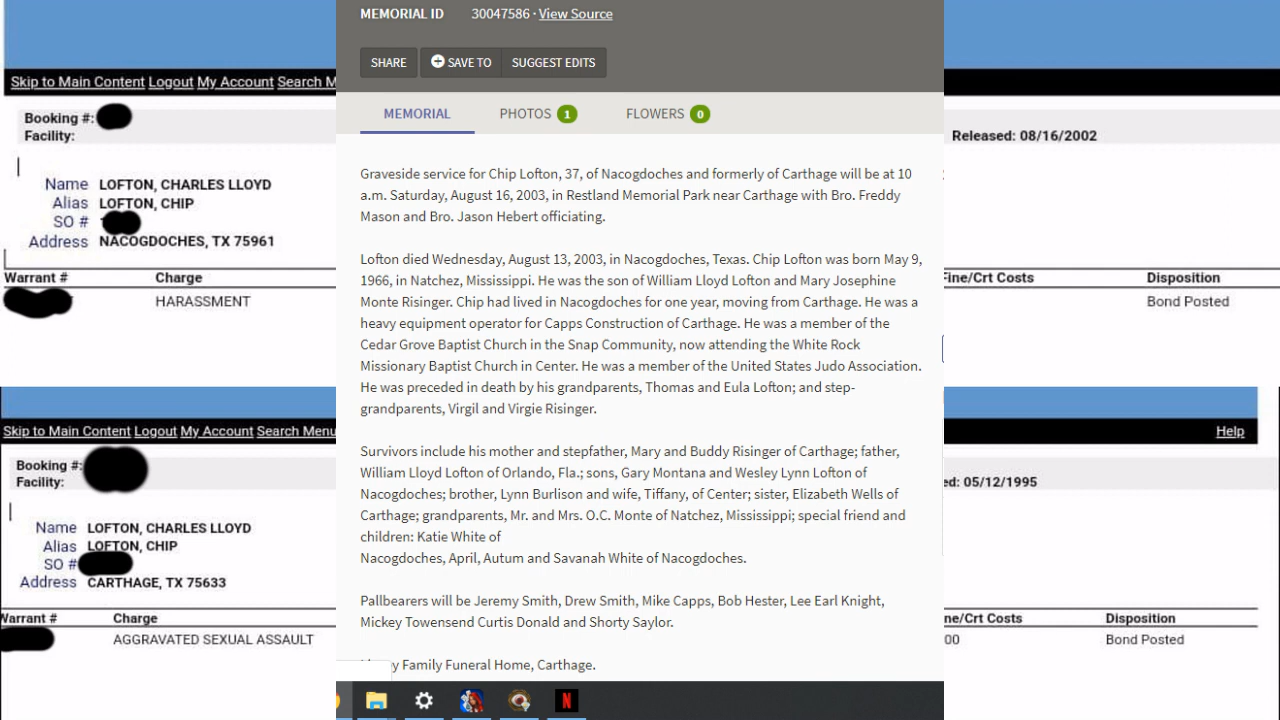 MEMORIAL ID 30047586 · View Source
SHARE SAVE TO SUGGEST EDITS
MEMORIAL PHOTOS 1 FLOWERS 0
Graveside service for Chip Lofton, 37, of Nacogdoches and formerly of Carthage will be at 10
a.m. Saturday, August 16, 2003, in Restland Memorial Park near Carthage with Bro. Freddy
Mason and Bro. Jason Hebert officiating.
Lofton died Wednesday, August 13, 2003, in Nacogdoches, Texas. Chip Lofton was born May 9,
1966, in Natchez, Mississippi. He was the son of William Lloyd Lofton and Mary Josephine
Monte Risinger. Chip had lived in Nacogdoches for one year, moving from Carthage. He was a
heavy equipment operator for Capps Construction of Carthage. He was a member of the
Cedar Grove Baptist Church in the Snap Community, now attending the White Rock
Missionary Baptist Church in Center. He was a member of the United States Judo Association.
He was preceded in death by his grandparents, Thomas and Eula Lofton; and step-
grandparents, Virgil and Virgie Risinger.
Survivors include his mother and stepfather, Mary and Buddy Risinger of Carthage; father,
William Lloyd Lofton of Orlando, Fla.; sons, Gary Montana and Wesley Lynn Lofton of
Nacogdoches; brother, Lynn Burlison and wife, Tiffany, of Center; sister, Elizabeth Wells of
Carthage; grandparents, Mr. and Mrs. O.C. Monte of Natchez, Mississippi; special friend and
children: Katie White of
Nacogdoches, April, Autum and Savanah White of Nacogdoches.
Pallbearers will be Jeremy Smith, Drew Smith, Mike Capps, Bob Hester, Lee Earl Knight,
Mickey Towensend Curtis Donald and Shorty Saylor.
Family Funeral Home, Carthage.
N
Skip to Main Content Logout My Account Search M
Booking #:
Facility:
Released: 08/16/2002
Name LOFTON, CHARLES LLOYD
Alias LOFTON, CHIP
SO #
Address NACOGDOCHES, TX 75961
Warrant # Charge Fine/Crt Costs Disposition
HARASSMENT Bond Posted
Skip to Main Content Logout My Account Search Menu Help
Booking #:
Facility:
ed: 05/12/1995
Name LOFTON, CHARLES LLOYD
Alias LOFTON, CHIP
SO #
Address CARTHAGE, TX 75633
Warrant # Charge ne/Crt Costs Disposition
AGGRAVATED SEXUAL ASSAULT 00 Bond Posted